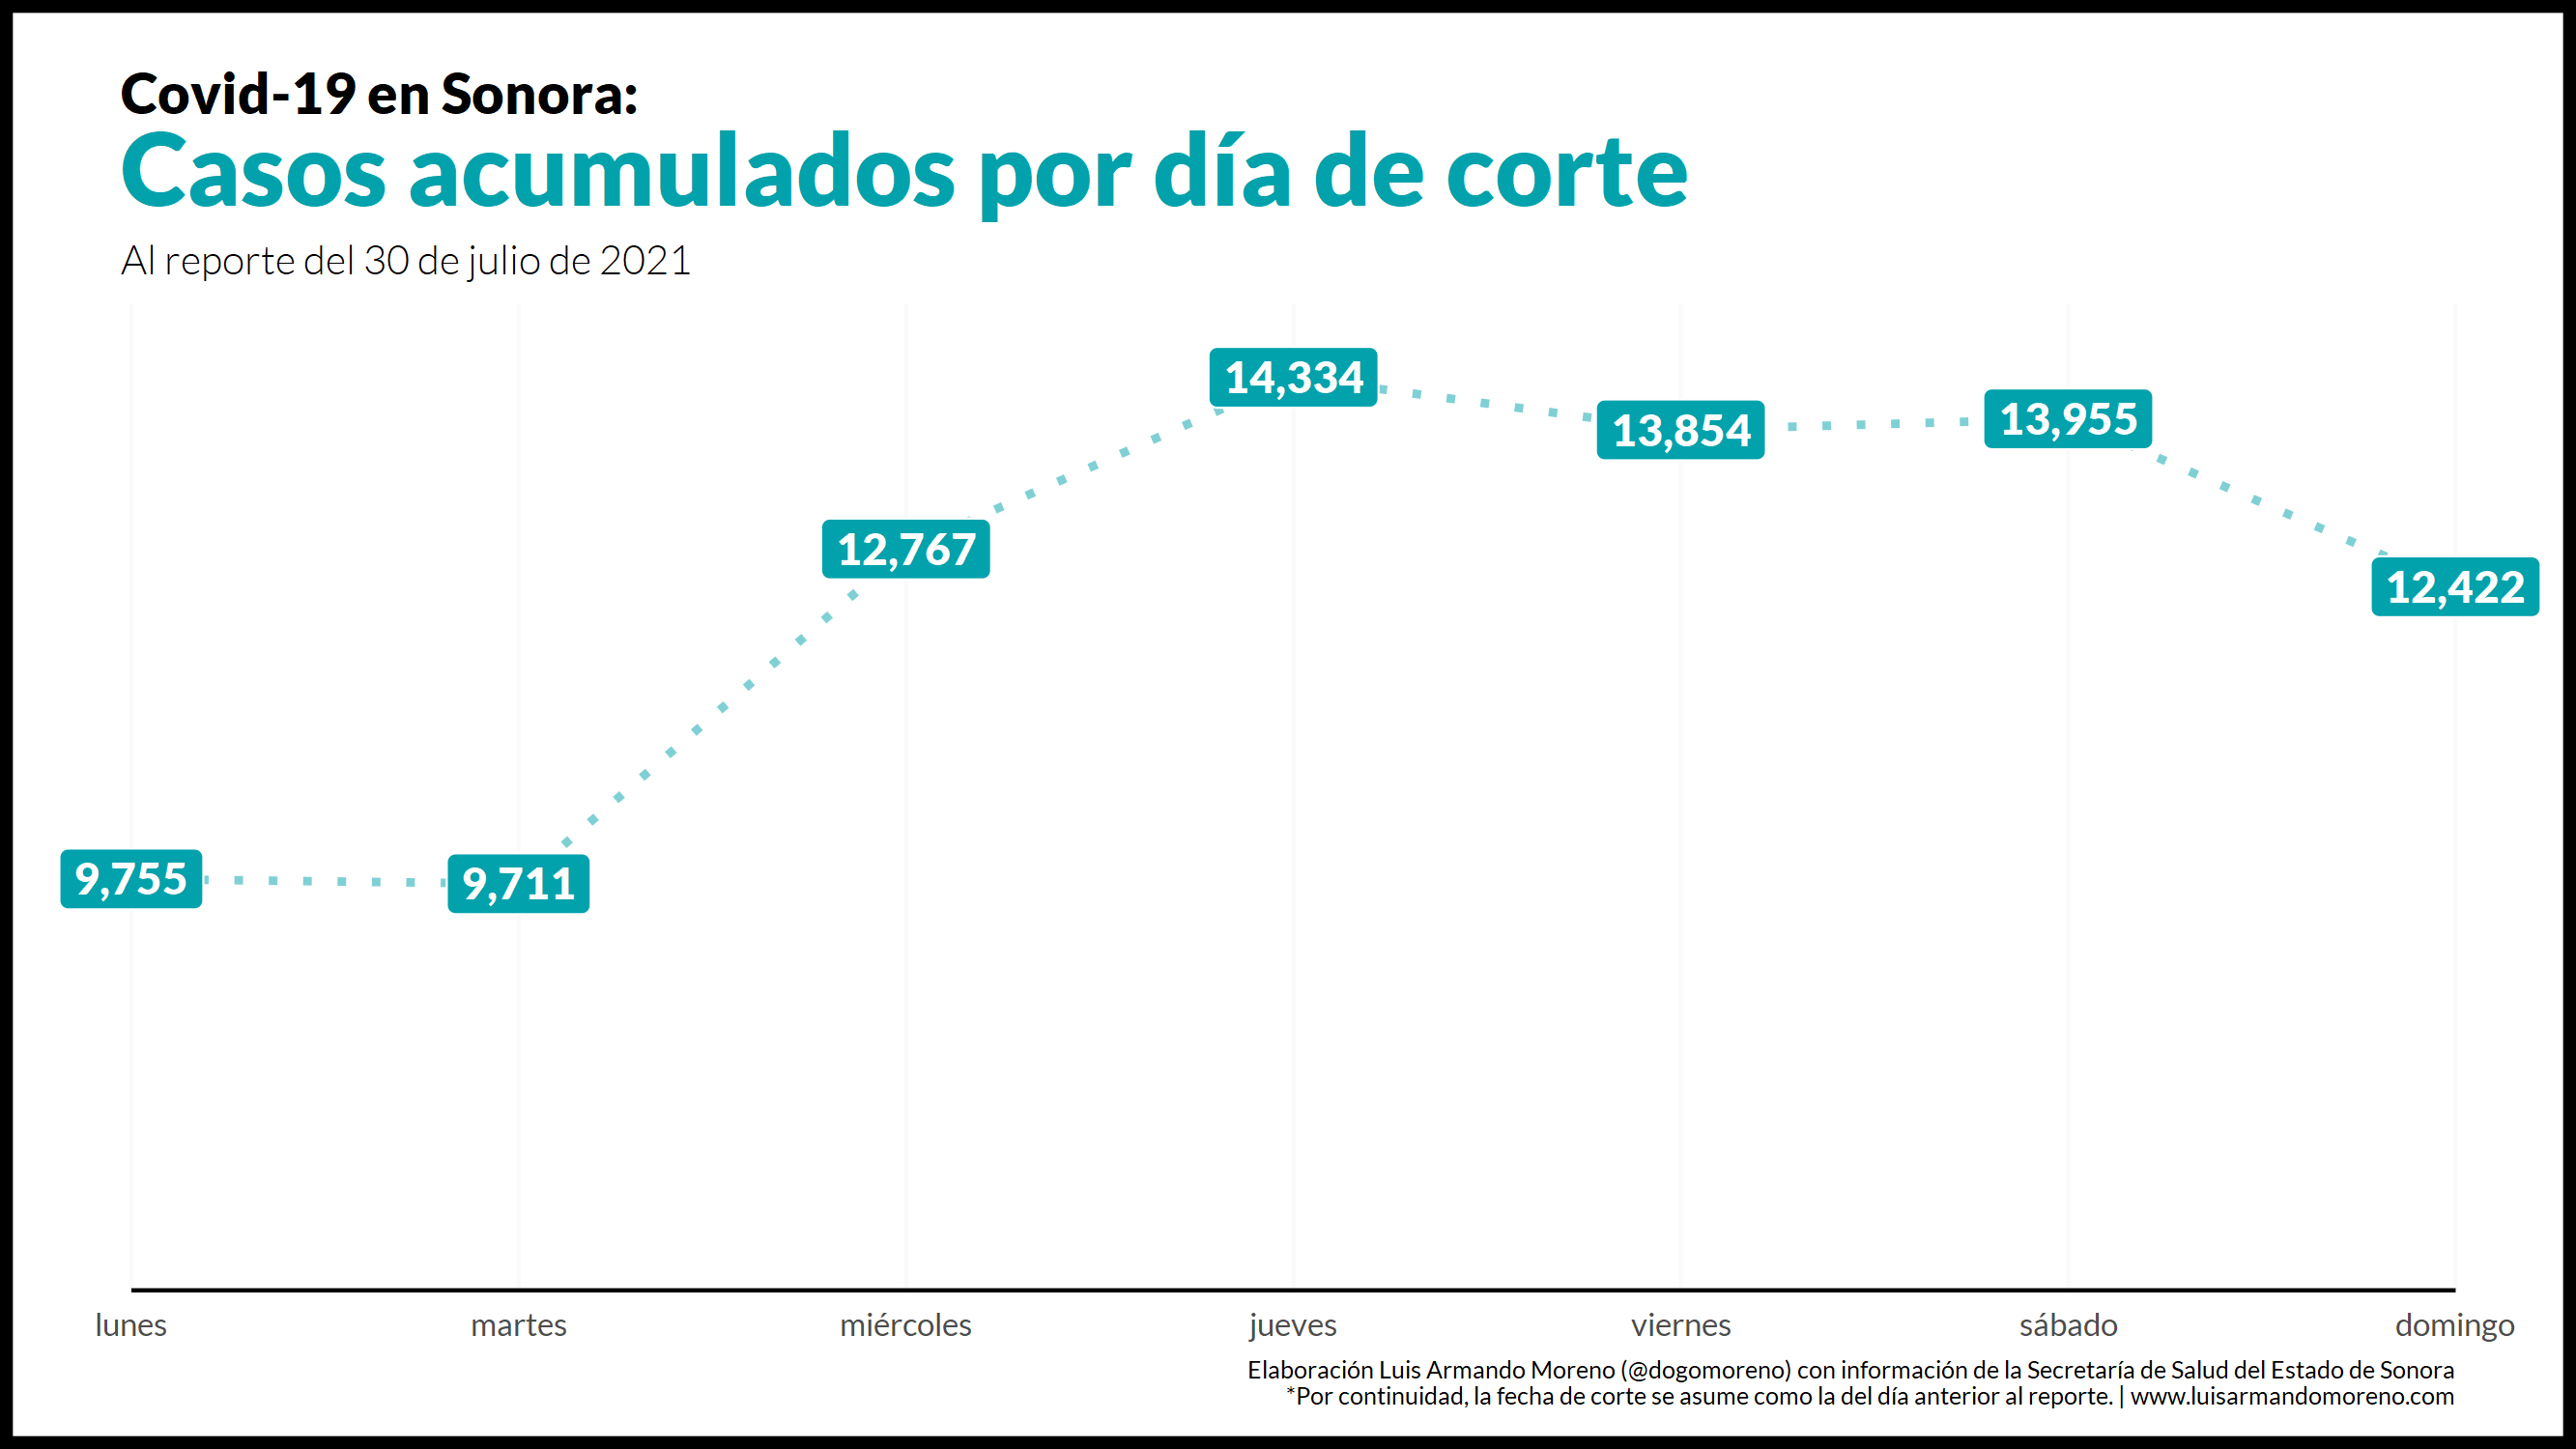 Covid-19 en Sonora:
Casos acumulados por día de corte
Al reporte del 30 de julio de 2021
14,334
13,955
13,854
12,767
12,422
9,755
9,711
lunes martes miércoles jueves viernes sábado domingo
Elaboración Luis Armando Moreno (@dogomoreno) con información de la Secretaría de Salud del Estado de Sonora
*Por continuidad, la fecha de corte se asume como la del día anterior al reporte. | www.luisarmandomoreno.com